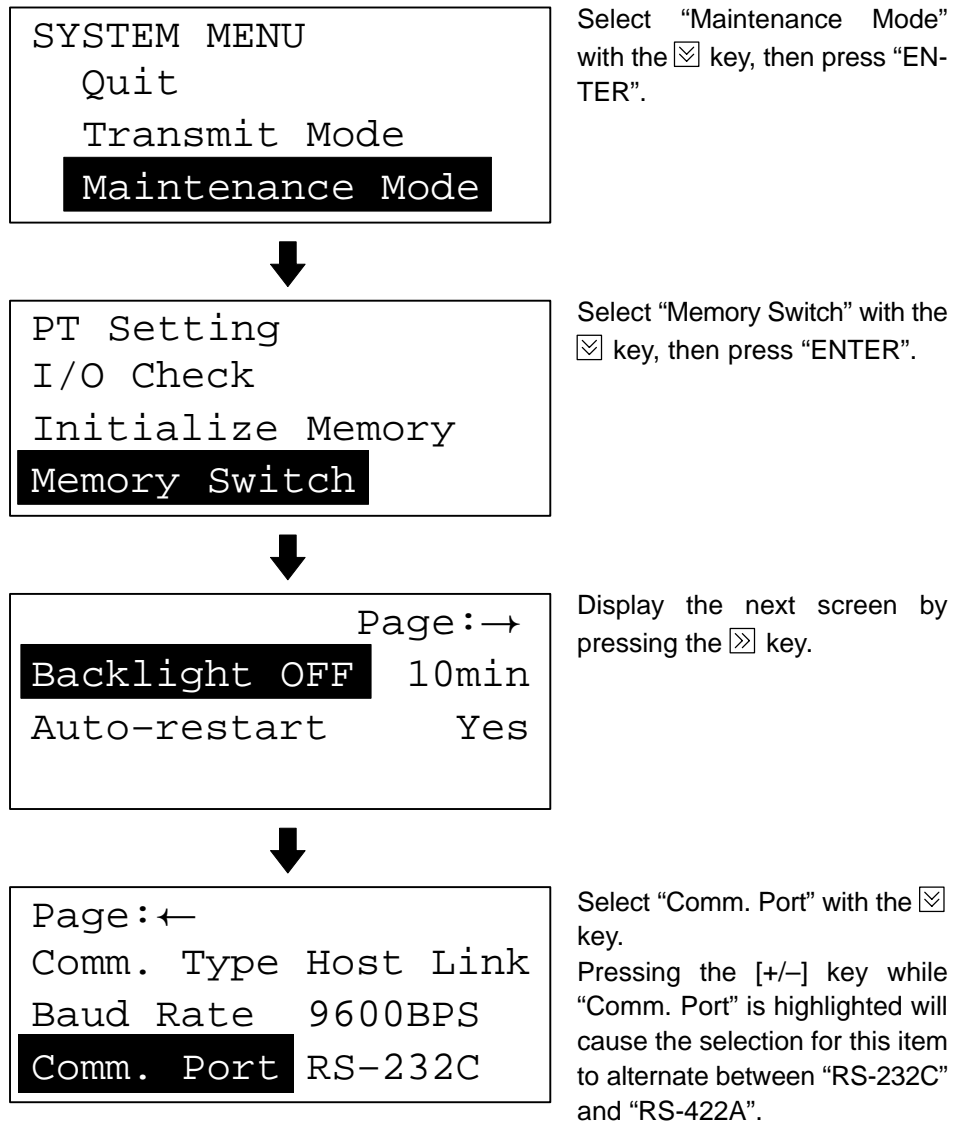 SYSTEM MENU
Quit
Transmit Mode
Maintenance Mode
Select “Maintenance Mode”
with the key, then press “EN-
TER”.
PT Setting
I/O Check
Initialize Memory
Memory Switch
Select “Memory Switch” with the
key, then press “ENTER”.
Page:→
Backlight OFF 10min
Auto−restart Yes
Display the next screen by
pressing the key.
Page:←
Comm. Type Host Link
Baud Rate 9600BPS
Comm. Port RS−232C
Select “Comm. Port” with the
key.
Pressing the [+/–] key while
“Comm. Port” is highlighted will
cause the selection for this item
to alternate between “RS-232C”
and “RS-422A”.